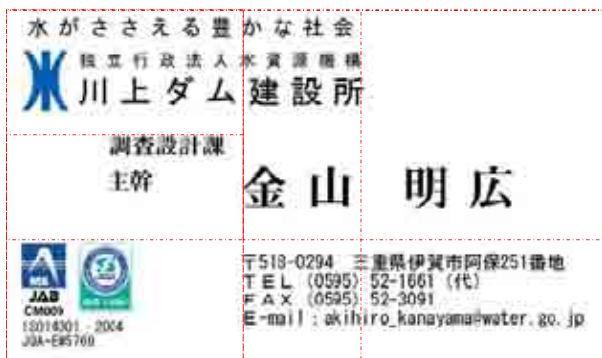 水がささえる豊かな社会
独立行政法人水資源機構
川上ダム建設所
調査設計課
主幹
金山 明広
JAB
CM009
ISO14001 : 2004
JQA-EM5760
〒518-0294 三重県伊賀市阿保251番地
TEL (0595) 52-1661 (代)
FAX (0595) 52-3091
E-mail : akihiro_kanayama@water.go.jp